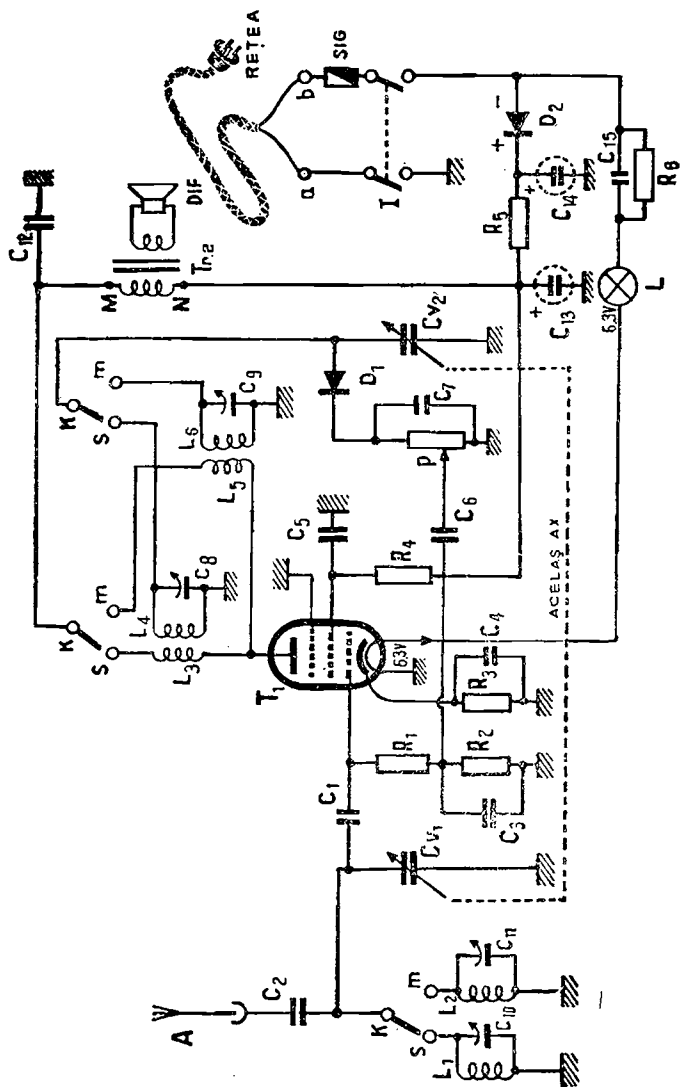 A
C2
K
S
m
L1
C10
L2
C11
CV1
C1
T1
R1
R2
C3
R3
C4
6,3V
R4
C5
C6
P
C7
D1
CV2
ACELAȘ AX
K
S
m
L3
L4
C8
L5
L6
C9
K
S
m
C12
M
N
Tr.2
DIF
REȚEA
a
b
SIG
I
D2
-
+
R5
C14
+
C13
+
L
6,3V
C15
R6